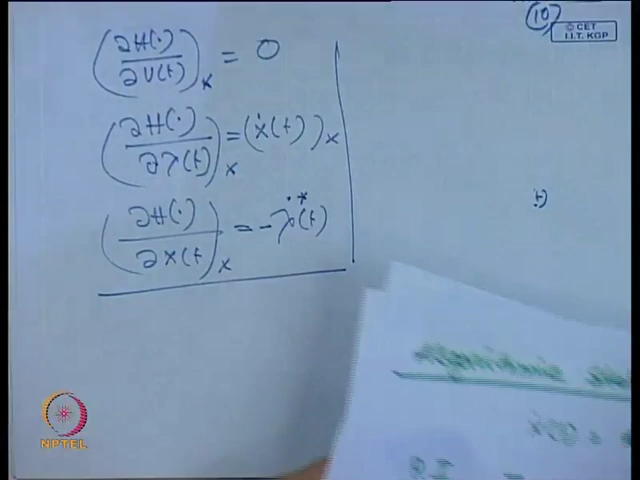 10
© CET
I.I.T. KGP
(∂H(·)/∂U(t))* = 0
(∂H(·)/∂λ(t))* = (ẋ(t))*
(∂H(·)/∂x(t))* = -λ̇*(t)
NPTEL